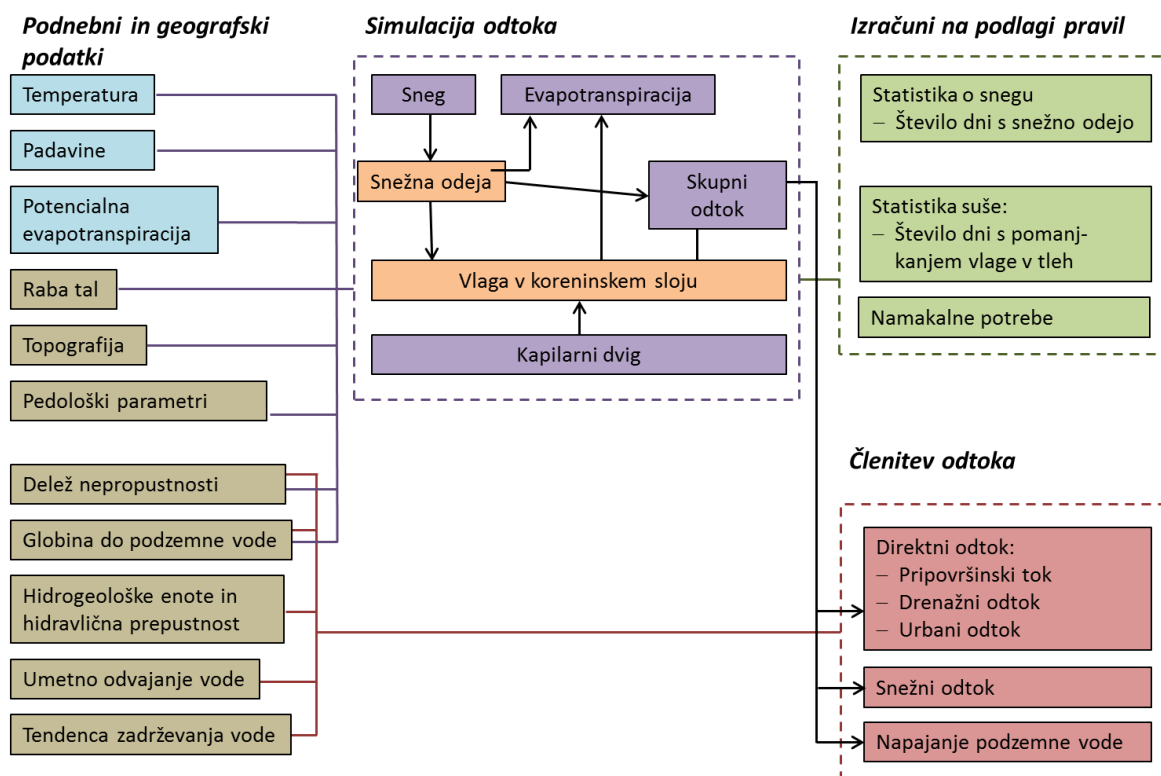 Podnebni in geografski
podatki
Temperatura
Padavine
Potencialna
evapotranspiracija
Raba tal
Topografija
Pedološki parametri
Delež nepropustnosti
Globina do podzemne vode
Hidrogeološke enote in
hidravlična prepustnost
Umetno odvajanje vode
Tendenca zadrževanja vode
Simulacija odtoka
Sneg
Evapotranspiracija
Snežna odeja
Skupni
odtok
Vlaga v koreninskem sloju
Kapilarni dvig
Izračuni na podlagi pravil
Statistika o snegu
– Število dni s snežno odejo
Statistika suše:
– Število dni s pomanj-
kanjem vlage v tleh
Namakalne potrebe
Členitev odtoka
Direktni odtok:
– Pripovršinski tok
– Drenažni odtok
– Urbani odtok
Snežni odtok
Napajanje podzemne vode